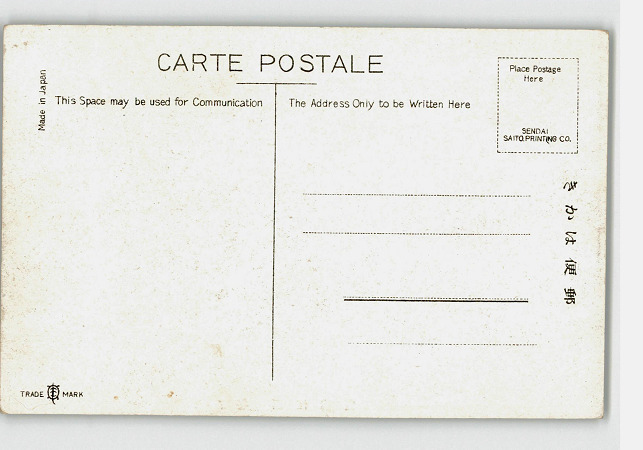 CARTE POSTALE
Made in Japan
This Space may be used for Communication
The Address Only to be Written Here
Place Postage
Here
SENDAI
SAITO.PRINTING CO.
きかは便郵
TRADE MARK